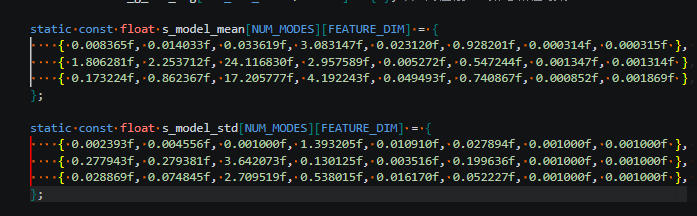 static const float s_model_mean[NUM_MODES][FEATURE_DIM] = {
    { 0.008365f, 0.014033f, 0.033619f, 3.083147f, 0.023120f, 0.928201f, 0.000314f, 0.000315f },
    { 1.806281f, 2.253712f, 24.116830f, 2.957589f, 0.005272f, 0.547244f, 0.001347f, 0.001314f },
    { 0.173224f, 0.862367f, 17.205777f, 4.192243f, 0.049493f, 0.740867f, 0.000852f, 0.001869f },
};
static const float s_model_std[NUM_MODES][FEATURE_DIM] = {
    { 0.002393f, 0.004556f, 0.001000f, 1.393205f, 0.010910f, 0.027894f, 0.001000f, 0.001000f },
    { 0.277943f, 0.279381f, 3.642073f, 0.130125f, 0.003516f, 0.199636f, 0.001000f, 0.001000f },
    { 0.028869f, 0.074845f, 2.709519f, 0.538015f, 0.016170f, 0.052227f, 0.001000f, 0.001000f },
};